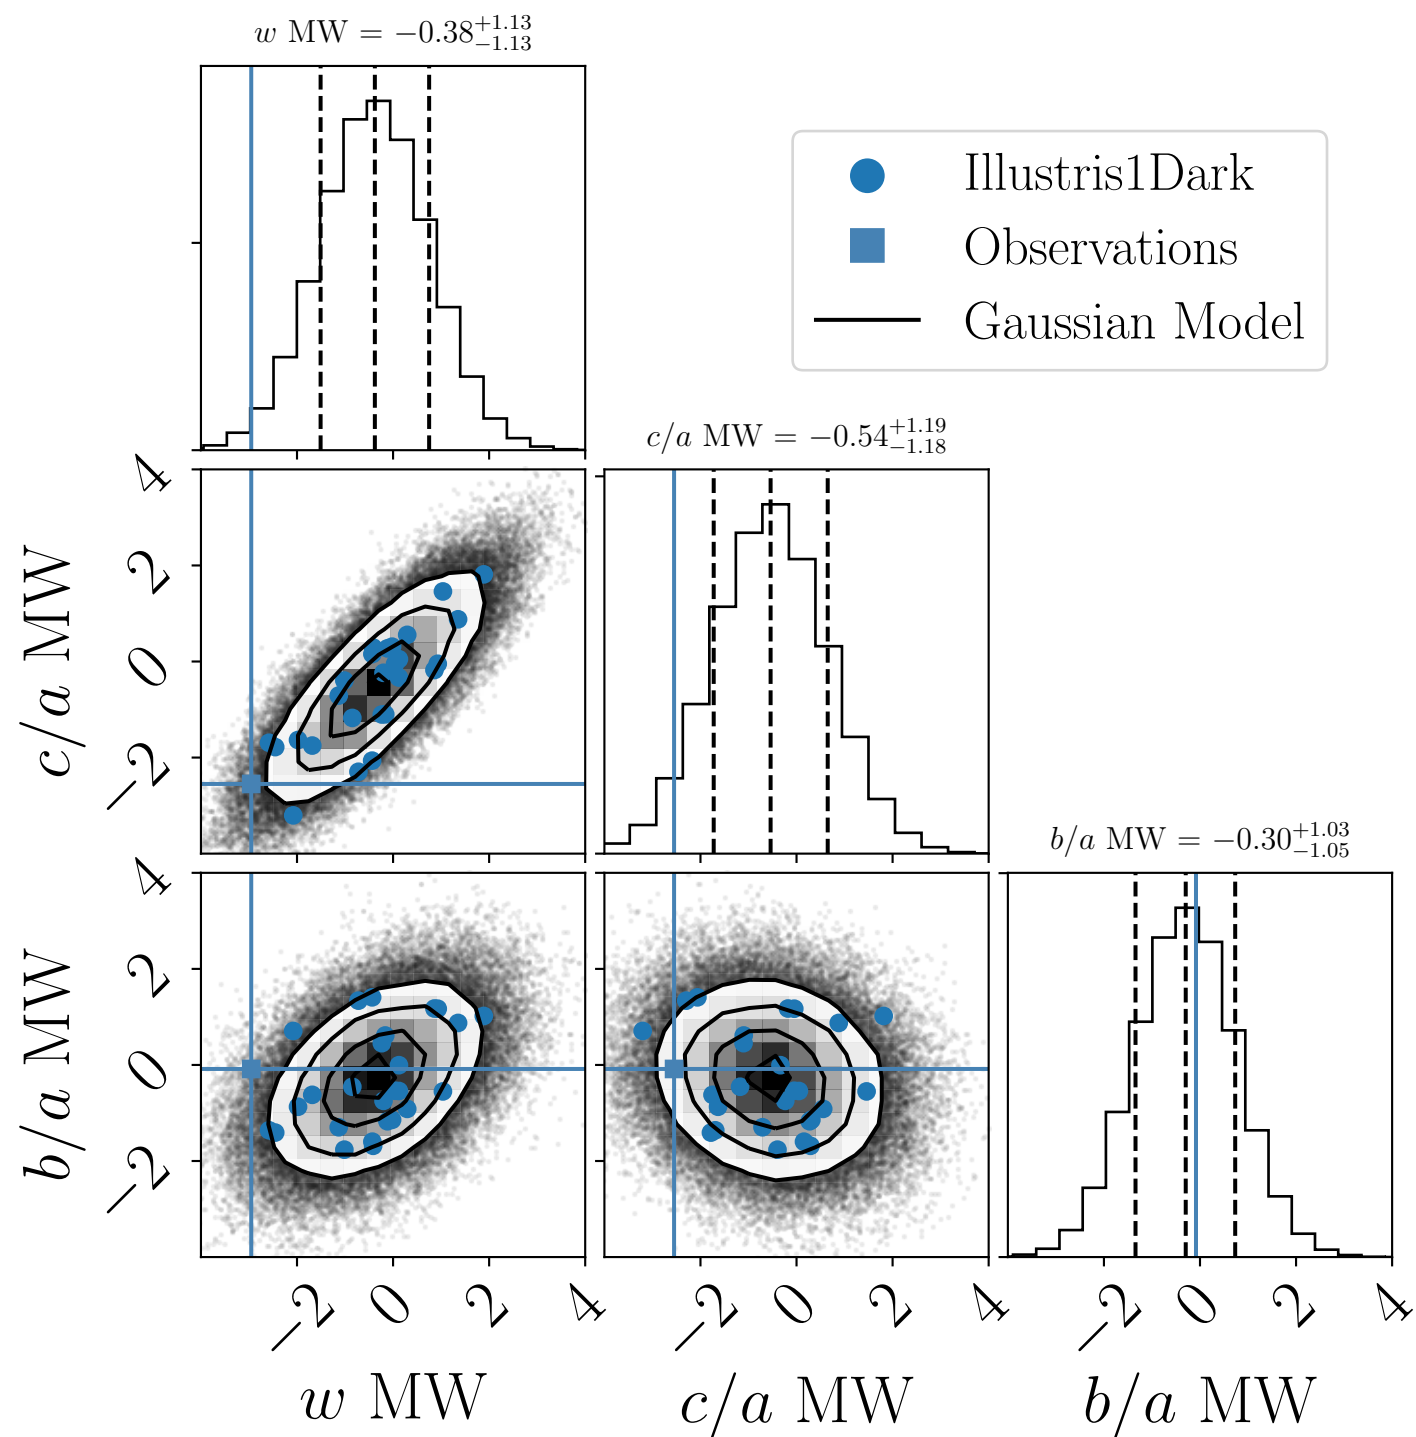 w MW = −0.38+1.13−1.13
Illustris1Dark
Observations
Gaussian Model
c/a MW = −0.54+1.19−1.18
4
2
0
−2
c/a MW
b/a MW = −0.30+1.03−1.05
4
2
0
−2
b/a MW
−2 0 2 4 −2 0 2 4 −2 0 2 4
w MW c/a MW b/a MW